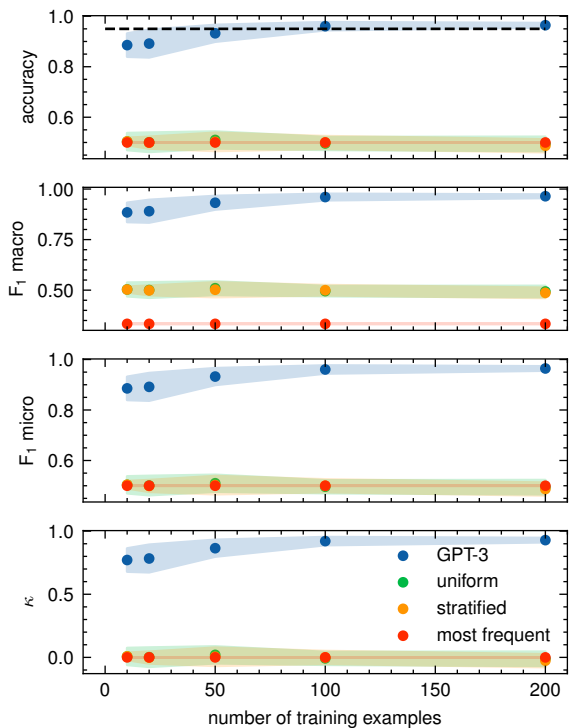 1.0
0.8
0.6
accuracy
1.00
0.75
0.50
F1 macro
1.0
0.8
0.6
F1 micro
1.0
0.5
0.0
κ
GPT-3
uniform
stratified
most frequent
0 50 100 150 200
number of training examples